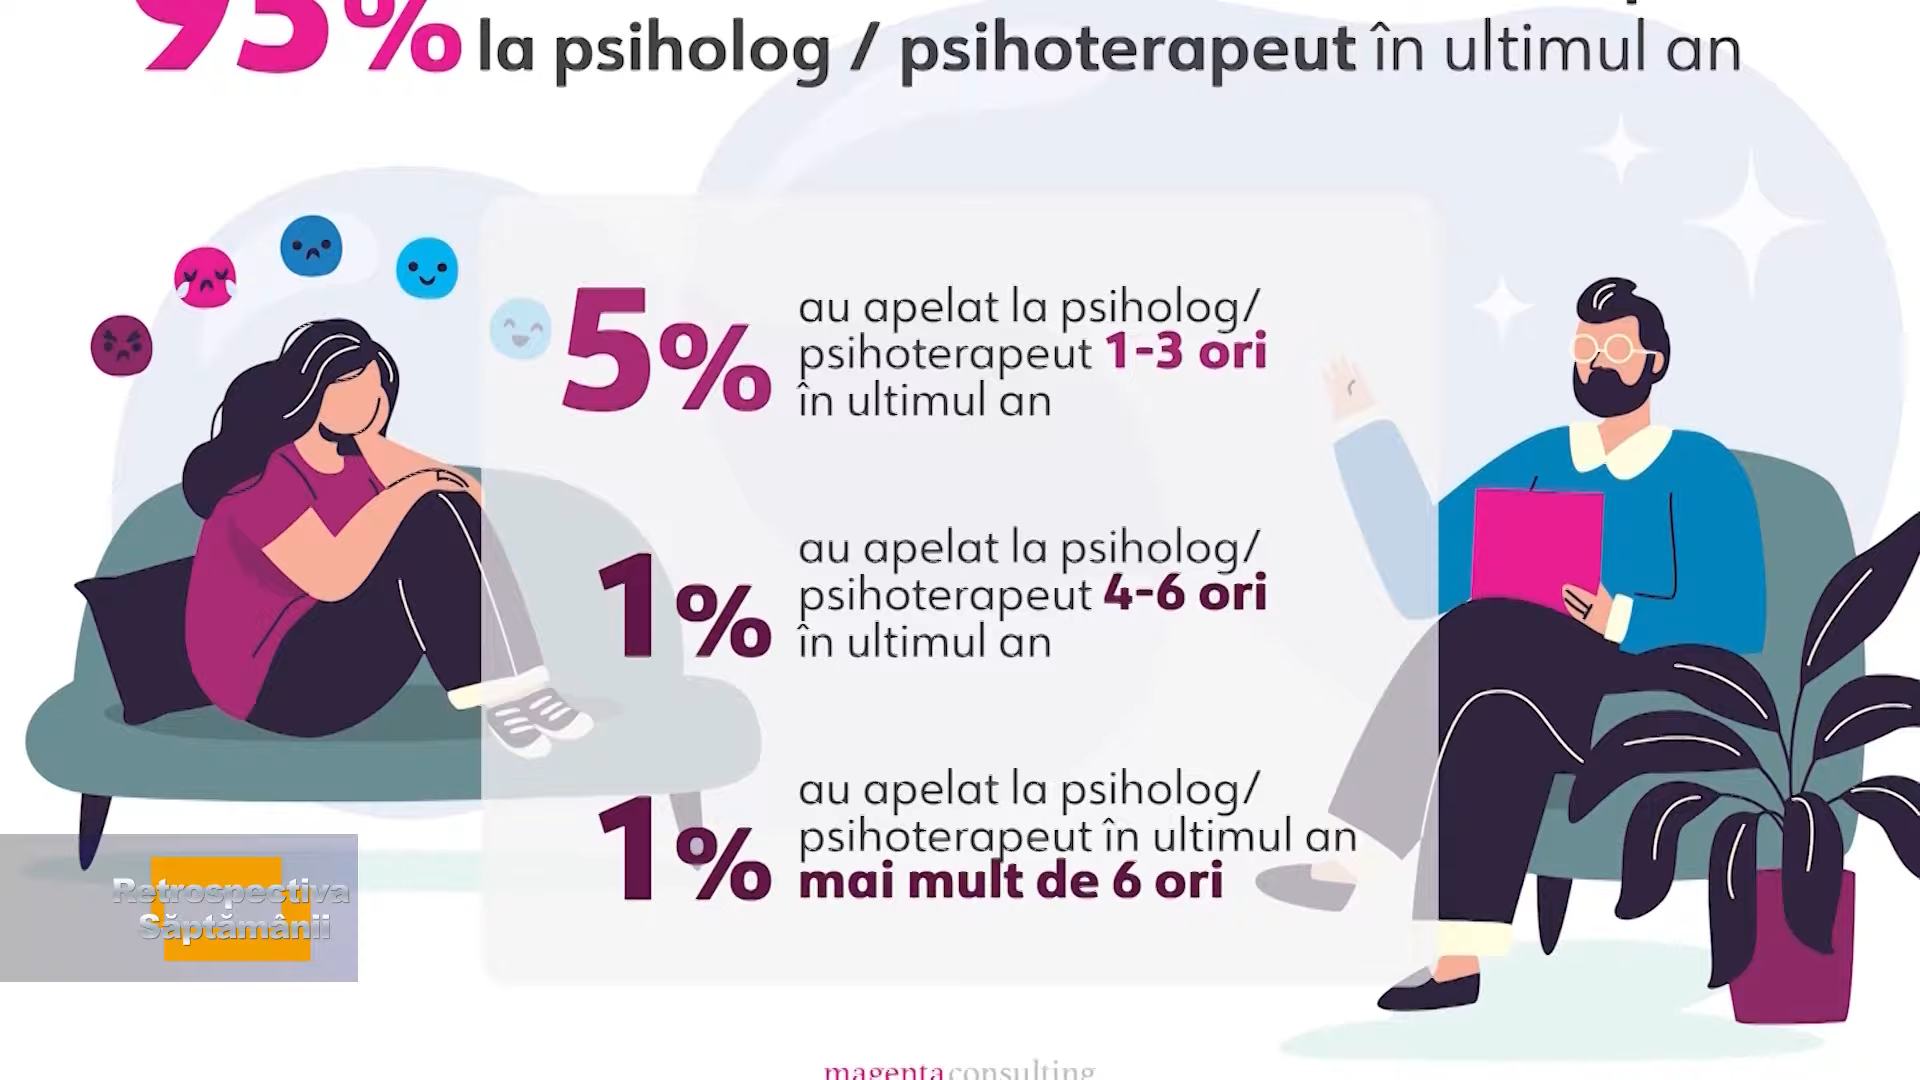 93%
la psiholog / psihoterapeut în ultimul an
5%
au apelat la psiholog/
psihoterapeut 1-3 ori
în ultimul an
1%
au apelat la psiholog/
psihoterapeut 4-6 ori
în ultimul an
1%
au apelat la psiholog/
psihoterapeut în ultimul an
mai mult de 6 ori
Retrospectiva
Săptămânii
magenta consulting